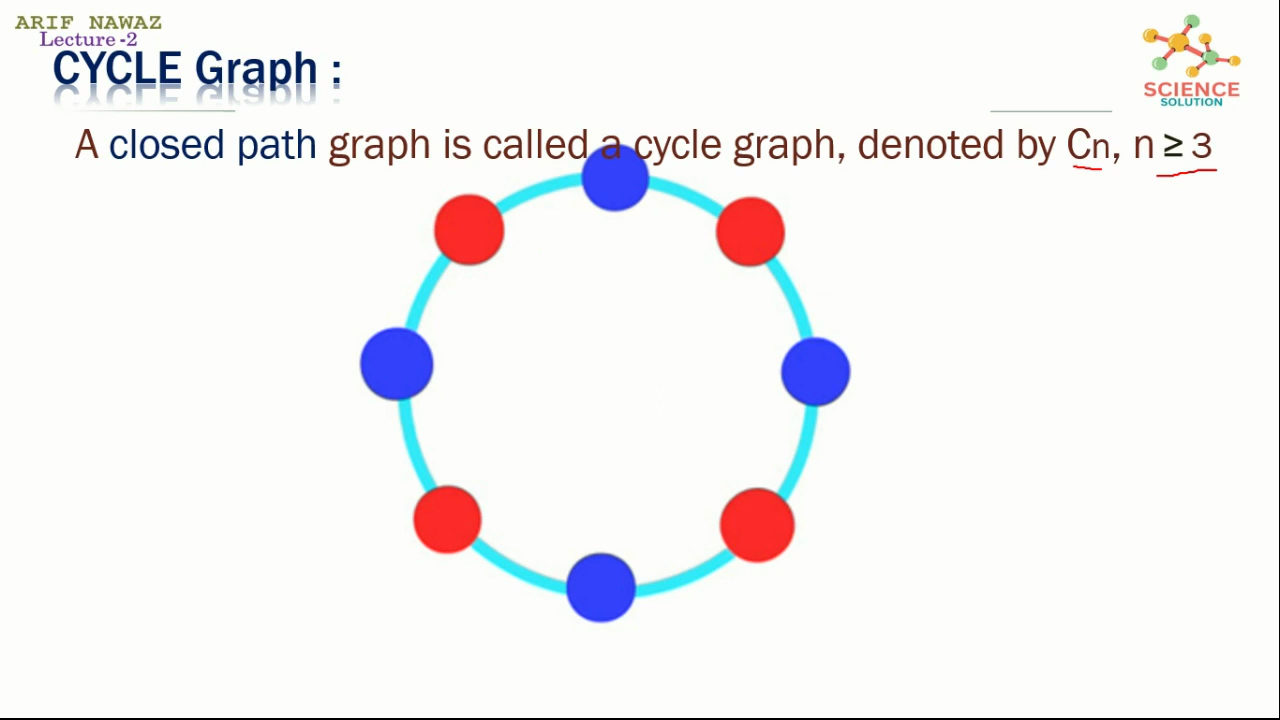 ARIF NAWAZ
Lecture -2
CYCLE Graph :
SCIENCE
SOLUTION
A closed path graph is called a cycle graph, denoted by Cn, n ≥ 3